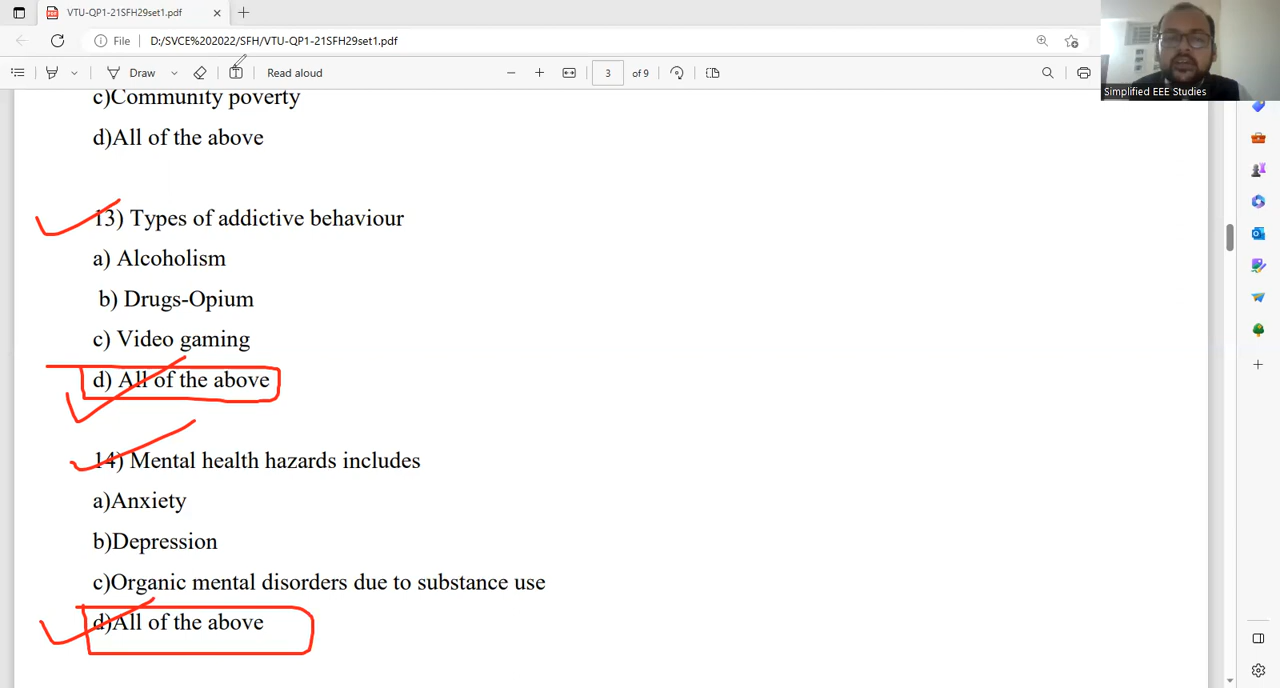 VTU-QP1-21SFH29set1.pdf
File D:/SVCE%202022/SFH/VTU-QP1-21SFH29set1.pdf
Draw Read aloud 3 of 9
Simplified EEE Studies
c)Community poverty
d)All of the above
13) Types of addictive behaviour
a) Alcoholism
b) Drugs-Opium
c) Video gaming
d) All of the above
14) Mental health hazards includes
a)Anxiety
b)Depression
c)Organic mental disorders due to substance use
d)All of the above